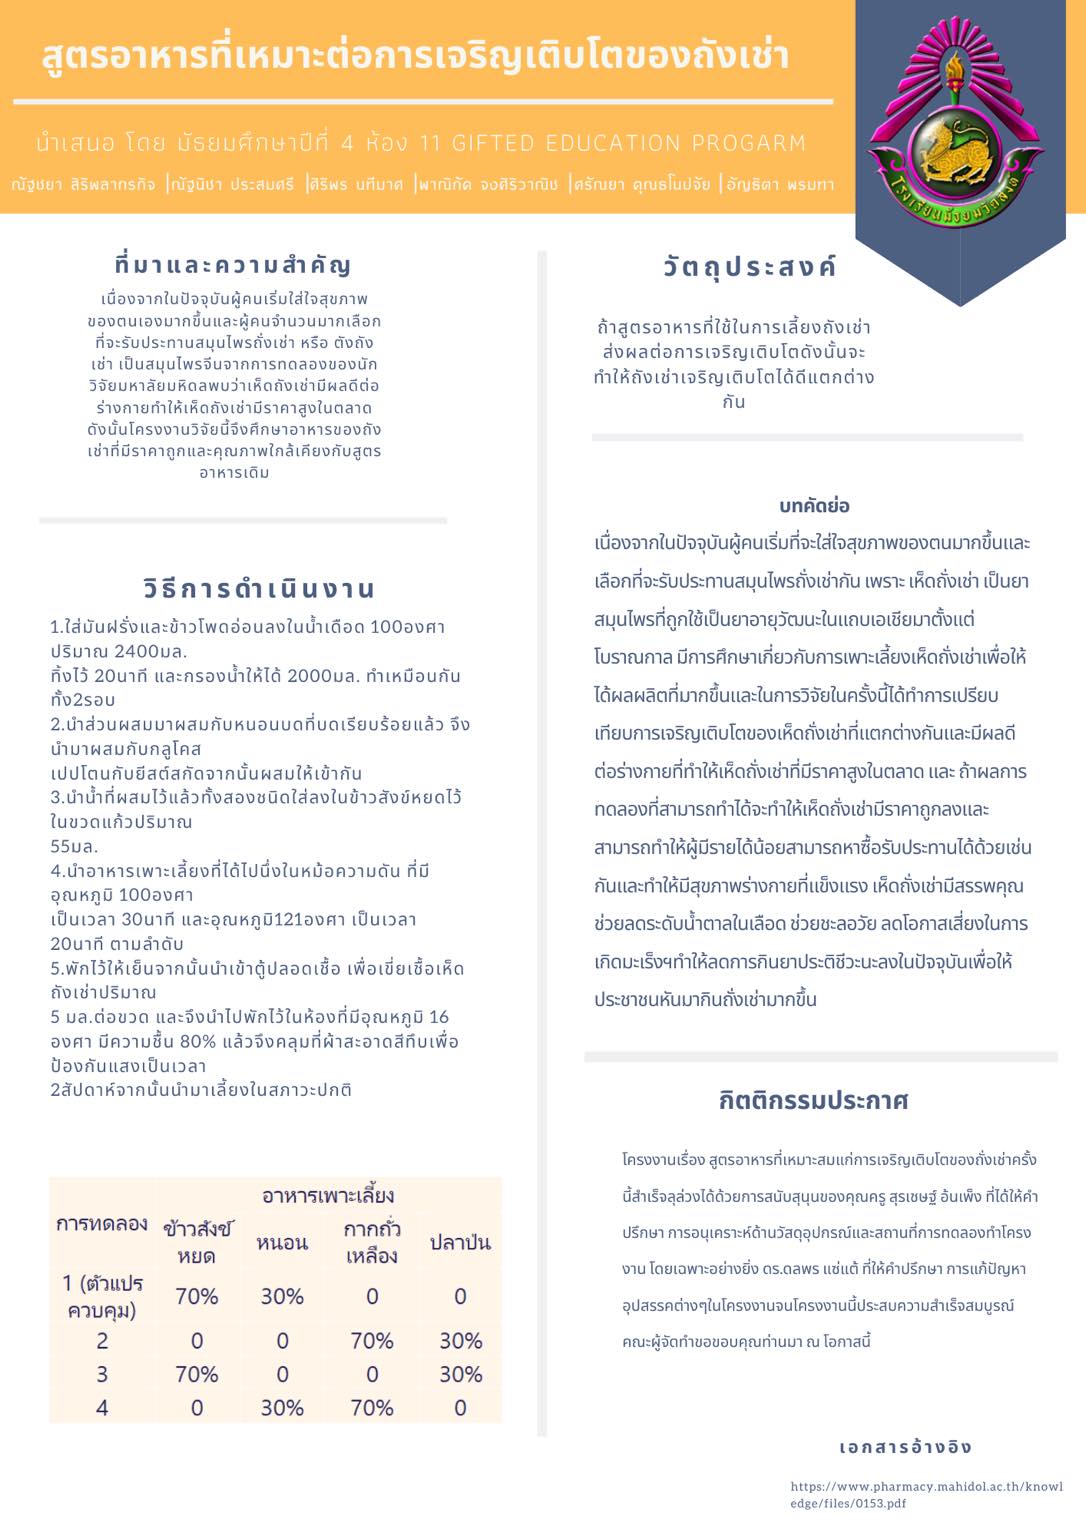 สูตรอาหารที่เหมาะต่อการเจริญเติบโตของถังเช่า
นำเสนอ โดย มัธยมศึกษาปีที่ 4 ห้อง 11 GIFTED EDUCATION PROGARM
ณัฐชยา สิริพลากรกิจ |ณัฐนิชา ประสมศรี |ศิริพร นทีมาศ |พาณิภัค จงศิริวาณิช |ศรัณยา คุณธโนปจัย |อัญธิตา พรมทา
โรงเรียนมัธยมวัดสิงห์
ที่มาและความสำคัญ
เนื่องจากในปัจจุบันผู้คนเริ่มใส่ใจสุขภาพ
ของตนเองมากขึ้นและผู้คนจำนวนมากเลือก
ที่จะรับประทานสมุนไพรถั่งเช่า หรือ ตังถัง
เช่า เป็นสมุนไพรจีนจากการทดลองของนัก
วิจัยมหาลัยมหิดลพบว่าเห็ดถังเช่ามีผลดีต่อ
ร่างกายทำให้เห็ดถังเช่ามีราคาสูงในตลาด
ดังนั้นโครงงานวิจัยนี้จึงศึกษาอาหารของถัง
เช่าที่มีราคาถูกและคุณภาพใกล้เคียงกับสูตร
อาหารเดิม
วิธีการดำเนินงาน
1.ใส่มันฝรั่งและข้าวโพดอ่อนลงในน้ำเดือด 100องศา
ปริมาณ 2400มล.
ทิ้งไว้ 20นาที และกรองน้ำให้ได้ 2000มล. ทำเหมือนกัน
ทั้ง2รอบ
2.นำส่วนผสมมาผสมกับหนอนบดที่บดเรียบร้อยแล้ว จึง
นำมาผสมกับกลูโคส
เปปโตนกับยีสต์สกัดจากนั้นผสมให้เข้ากัน
3.นำน้ำที่ผสมไว้แล้วทั้งสองชนิดใส่ลงในข้าวสังข์หยดไว้
ในขวดแก้วปริมาณ
55มล.
4.นำอาหารเพาะเลี้ยงที่ได้ไปนึ่งในหม้อความดัน ที่มี
อุณหภูมิ 100องศา
เป็นเวลา 30นาที และอุณหภูมิ121องศา เป็นเวลา
20นาที ตามลำดับ
5.พักไว้ให้เย็นจากนั้นนำเข้าตู้ปลอดเชื้อ เพื่อเขี่ยเชื้อเห็ด
ถังเช่าปริมาณ
5 มล.ต่อขวด และจึงนำไปพักไว้ในห้องที่มีอุณหภูมิ 16
องศา มีความชื้น 80% แล้วจึงคลุมที่ผ้าสะอาดสีทึบเพื่อ
ป้องกันแสงเป็นเวลา
2สัปดาห์จากนั้นนำมาเลี้ยงในสภาวะปกติ
การทดลอง อาหารเพาะเลี้ยง
ข้าวสังข์หยด หนอน กากถั่วเหลือง ปลาป่น
1 (ตัวแปรควบคุม) 70% 30% 0 0
2 0 0 70% 30%
3 70% 0 0 30%
4 0 30% 70% 0
วัตถุประสงค์
ถ้าสูตรอาหารที่ใช้ในการเลี้ยงถังเช่า
ส่งผลต่อการเจริญเติบโตดังนั้นจะ
ทำให้ถังเช่าเจริญเติบโตได้ดีแตกต่าง
กัน
บทคัดย่อ
เนื่องจากในปัจจุบันผู้คนเริ่มที่จะใส่ใจสุขภาพของตนมากขึ้นและ
เลือกที่จะรับประทานสมุนไพรถั่งเช่ากัน เพราะ เห็ดถั่งเช่า เป็นยา
สมุนไพรที่ถูกใช้เป็นยาอายุวัฒนะในแถบเอเชียมาตั้งแต่
โบราณกาล มีการศึกษาเกี่ยวกับการเพาะเลี้ยงเห็ดถั่งเช่าเพื่อให้
ได้ผลผลิตที่มากขึ้นและในการวิจัยในครั้งนี้ได้ทำการเปรียบ
เทียบการเจริญเติบโตของเห็ดถั่งเช่าที่แตกต่างกันและมีผลดี
ต่อร่างกายที่ทำให้เห็ดถั่งเช่าที่มีราคาสูงในตลาด และ ถ้าผลการ
ทดลองที่สามารถทำได้จะทำให้เห็ดถั่งเช่ามีราคาถูกลงและ
สามารถทำให้ผู้มีรายได้น้อยสามารถหาซื้อรับประทานได้ด้วยเช่น
กันและทำให้มีสุขภาพร่างกายที่แข็งแรง เห็ดถั่งเช่ามีสรรพคุณ
ช่วยลดระดับน้ำตาลในเลือด ช่วยชะลอวัย ลดโอกาสเสี่ยงในการ
เกิดมะเร็งฯทำให้ลดการกินยาประติชีวะนะลงในปัจจุบันเพื่อให้
ประชาชนหันมากินถั่งเช่ามากขึ้น
กิตติกรรมประกาศ
โครงงานเรื่อง สูตรอาหารที่เหมาะสมแก่การเจริญเติบโตของถั่งเช่าครั้ง
นี้สำเร็จลุล่วงได้ด้วยการสนับสุนุนของคุณครู สุรเชษฐ์ อ้นเพ็ง ที่ได้ให้คำ
ปรึกษา การอนุเคราะห์ด้านวัสดุอุปกรณ์และสถานที่การทดลองทำโครง
งาน โดยเฉพาะอย่างยิ่ง ดร.ดลพร แซ่แต้ ที่ให้คำปรึกษา การแก้ปัญหา
อุปสรรคต่างๆในโครงงานจนโครงงานนี้ประสบความสำเร็จสมบูรณ์
คณะผู้จัดทำขอขอบคุณท่านมา ณ โอกาสนี้
เอกสารอ้างอิง
https://www.pharmacy.mahidol.ac.th/knowl
edge/files/0153.pdf